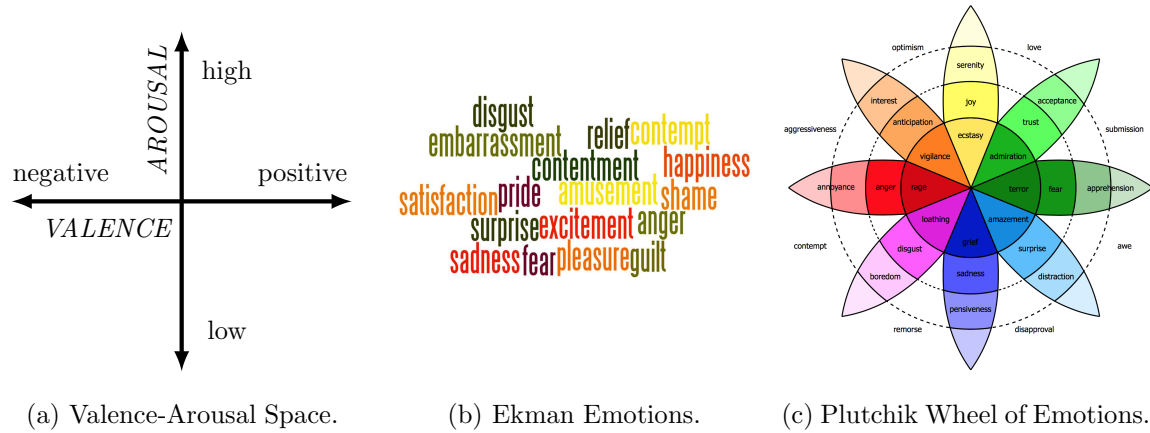 AROUSAL
high
negative
positive
VALENCE
low
(a) Valence-Arousal Space.
disgust
embarrassment
relief
contempt
contentment
happiness
satisfaction
pride
amusement
shame
surprise
excitement
anger
sadness
fear
pleasure
guilt
(b) Ekman Emotions.
optimism
love
serenity
interest
joy
acceptance
anticipation
trust
aggressiveness
submission
ecstasy
vigilance
admiration
annoyance
anger
rage
terror
fear
apprehension
loathing
amazement
grief
contempt
disgust
surprise
awe
boredom
sadness
distraction
pensiveness
remorse
disapproval
(c) Plutchik Wheel of Emotions.